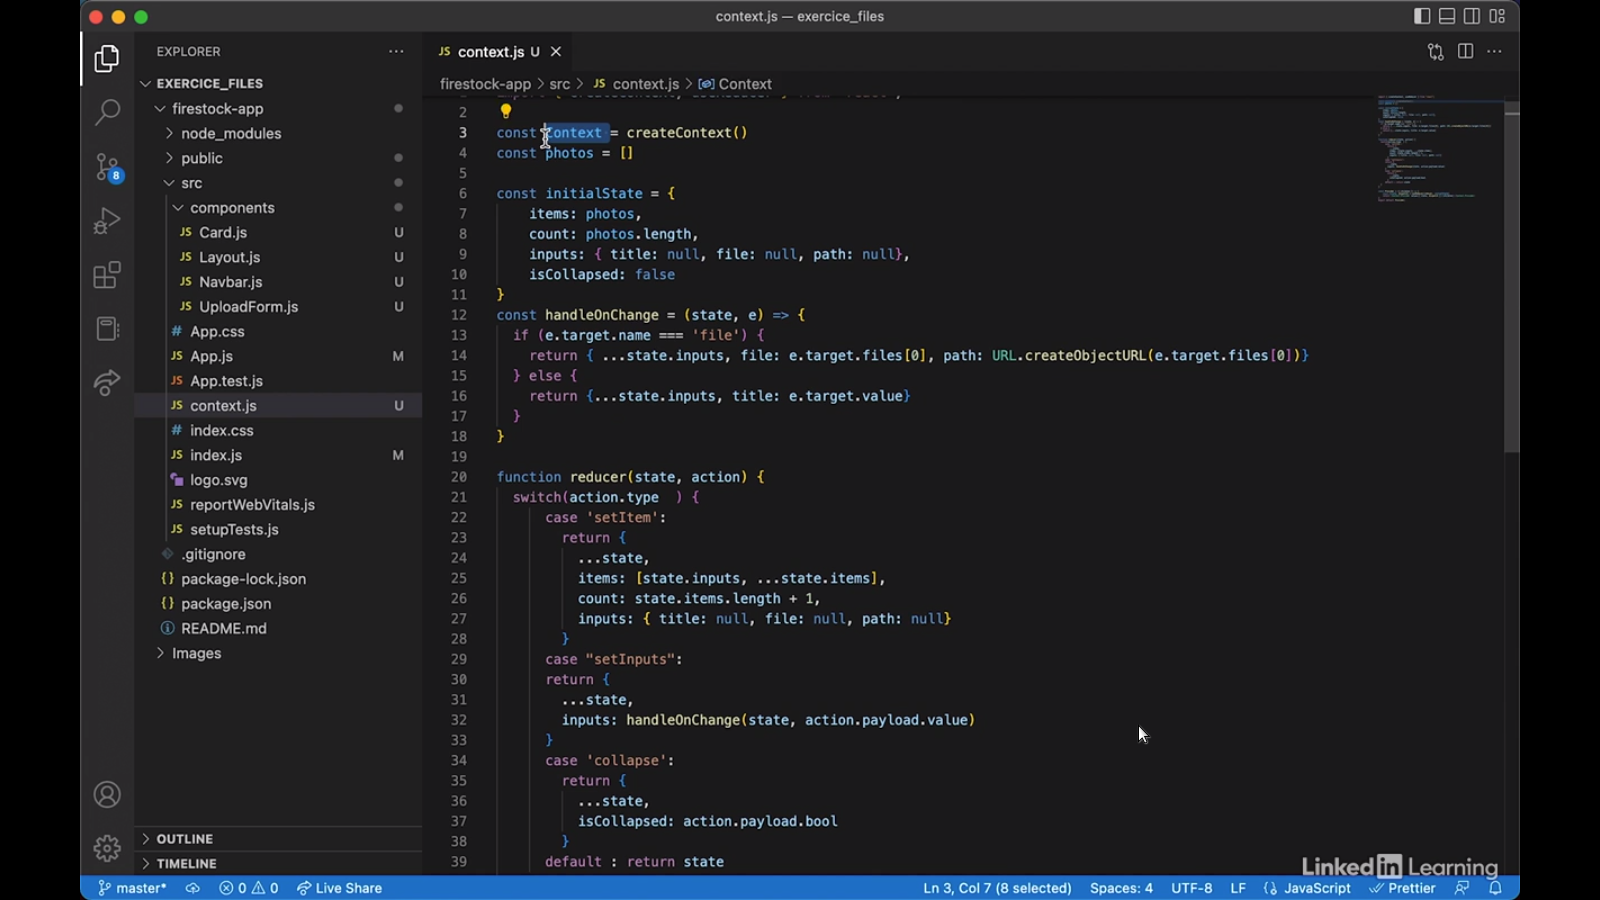 context.js — exercice_files
EXPLORER
EXERCICE_FILES
firestock-app
node_modules
public
src
components
JS Card.js U
JS Layout.js U
JS Navbar.js U
JS UploadForm.js U
# App.css
JS App.js M
JS App.test.js
JS context.js U
# index.css
JS index.js M
logo.svg
JS reportWebVitals.js
JS setupTests.js
.gitignore
{} package-lock.json
{} package.json
README.md
Images
OUTLINE
TIMELINE
8
JS context.js U
firestock-app > src > JS context.js > Context
2
3 const Context = createContext()
4 const photos = []
5
6 const initialState = {
7 items: photos,
8 count: photos.length,
9 inputs: { title: null, file: null, path: null},
10 isCollapsed: false
11 }
12 const handleOnChange = (state, e) => {
13 if (e.target.name === 'file') {
14 return { ...state.inputs, file: e.target.files[0], path: URL.createObjectURL(e.target.files[0])}
15 } else {
16 return {...state.inputs, title: e.target.value}
17 }
18 }
19
20 function reducer(state, action) {
21 switch(action.type ) {
22 case 'setItem':
23 return {
24 ...state,
25 items: [state.inputs, ...state.items],
26 count: state.items.length + 1,
27 inputs: { title: null, file: null, path: null}
28 }
29 case "setInputs":
30 return {
31 ...state,
32 inputs: handleOnChange(state, action.payload.value)
33 }
34 case 'collapse':
35 return {
36 ...state,
37 isCollapsed: action.payload.bool
38 }
39 default : return state
LinkedIn Learning
master* 0 0 Live Share Ln 3, Col 7 (8 selected) Spaces: 4 UTF-8 LF {} JavaScript Prettier